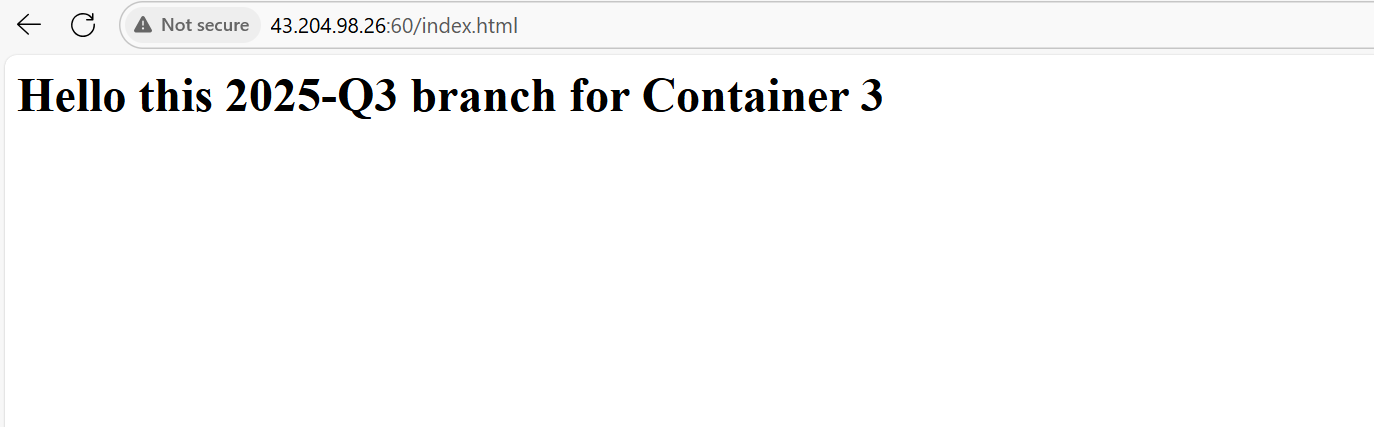 Not secure 43.204.98.26:60/index.html
Hello this 2025-Q3 branch for Container 3